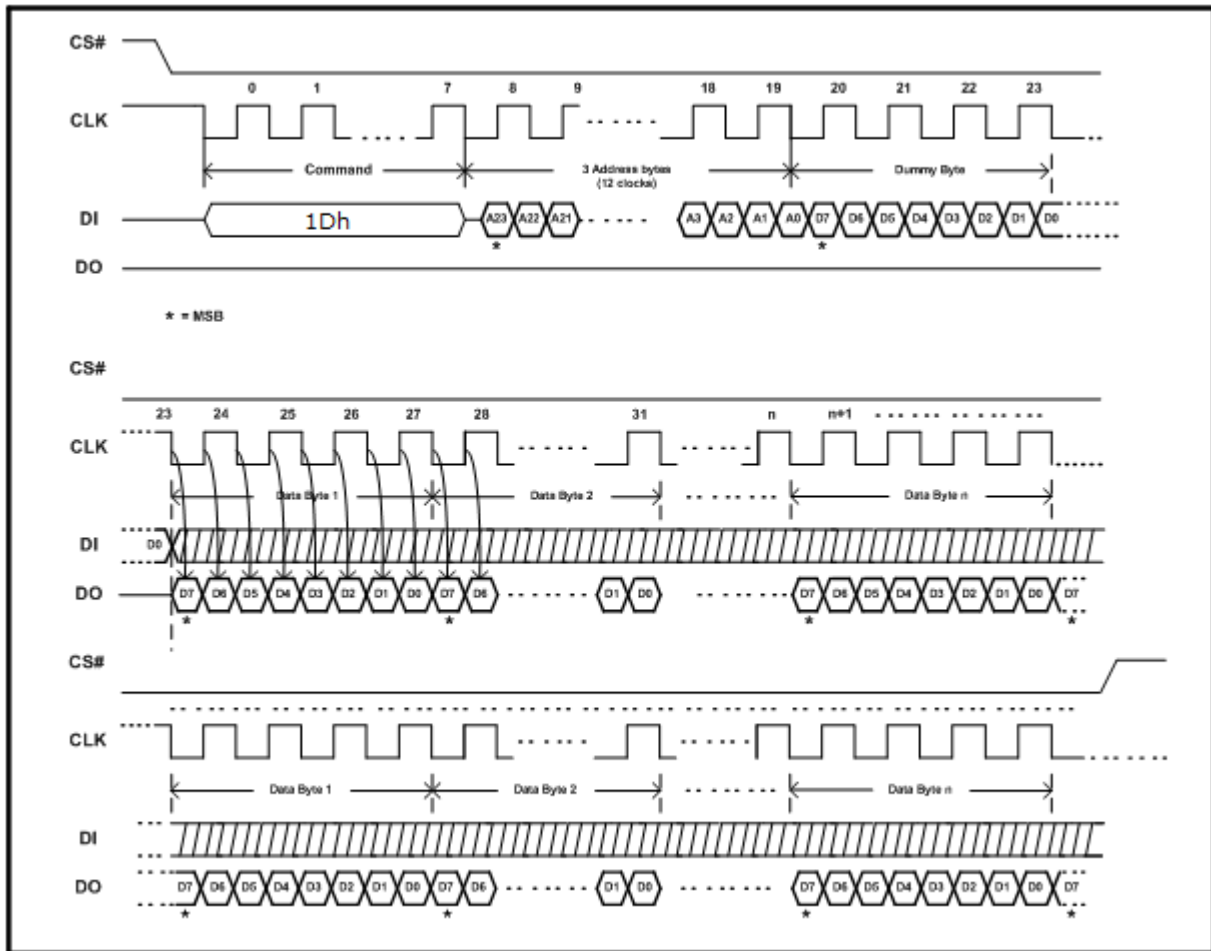 CS#
0 1 7 8 9 18 19 20 21 22 23
CLK
Command 3 Address bytes (12 clocks) Dummy Byte
DI 1Dh A23 A22 A21 A3 A2 A1 A0 D7 D6 D5 D4 D3 D2 D1 D0
* *
DO
* = MSB
CS#
23 24 25 26 27 28 31 n n+1
CLK
Data Byte 1 Data Byte 2 Data Byte n
DI D0
DO D7 D6 D5 D4 D3 D2 D1 D0 D7 D6 D1 D0 D7 D6 D5 D4 D3 D2 D1 D0 D7
* * * *
CS#
CLK
Data Byte 1 Data Byte 2 Data Byte n
DI
DO D7 D6 D5 D4 D3 D2 D1 D0 D7 D6 D1 D0 D7 D6 D5 D4 D3 D2 D1 D0 D7
* * * *